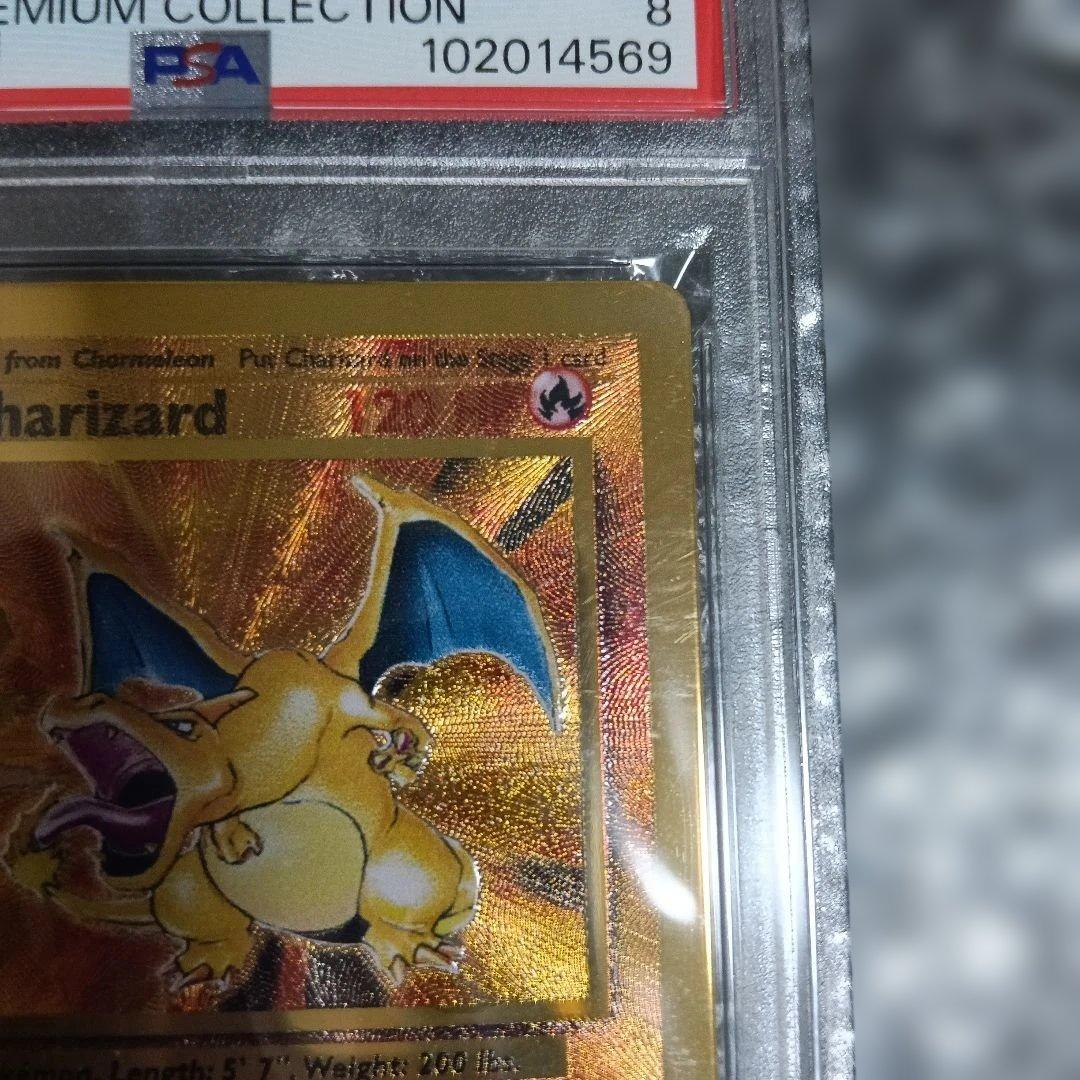 EMIUM COLLECTION 8
PSA 102014569
from Charmeleon Put Charizard on the Stage 1 card
harizard 120
kémon. Length: 5' 7", Weight: 200 lbs.